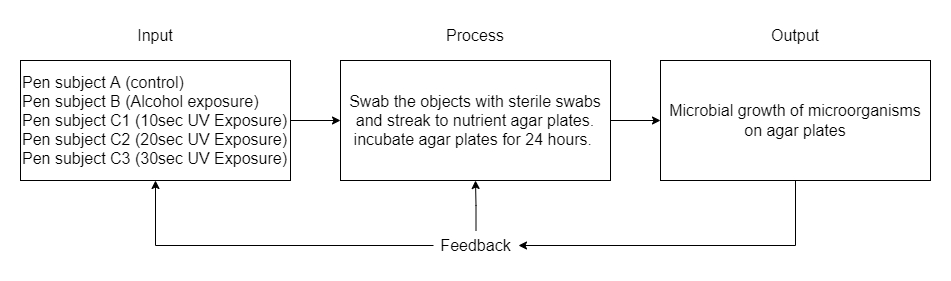 Input
Process
Output
Pen subject A (control)
Pen subject B (Alcohol exposure)
Pen subject C1 (10sec UV Exposure)
Pen subject C2 (20sec UV Exposure)
Pen subject C3 (30sec UV Exposure)
Swab the objects with sterile swabs
and streak to nutrient agar plates.
incubate agar plates for 24 hours.
Microbial growth of microorganisms
on agar plates
Feedback